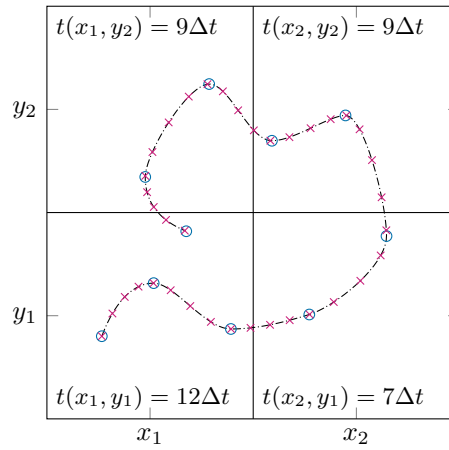 t(x₁, y₂) = 9Δt
t(x₂, y₂) = 9Δt
y₂
y₁
t(x₁, y₁) = 12Δt
t(x₂, y₁) = 7Δt
x₁
x₂